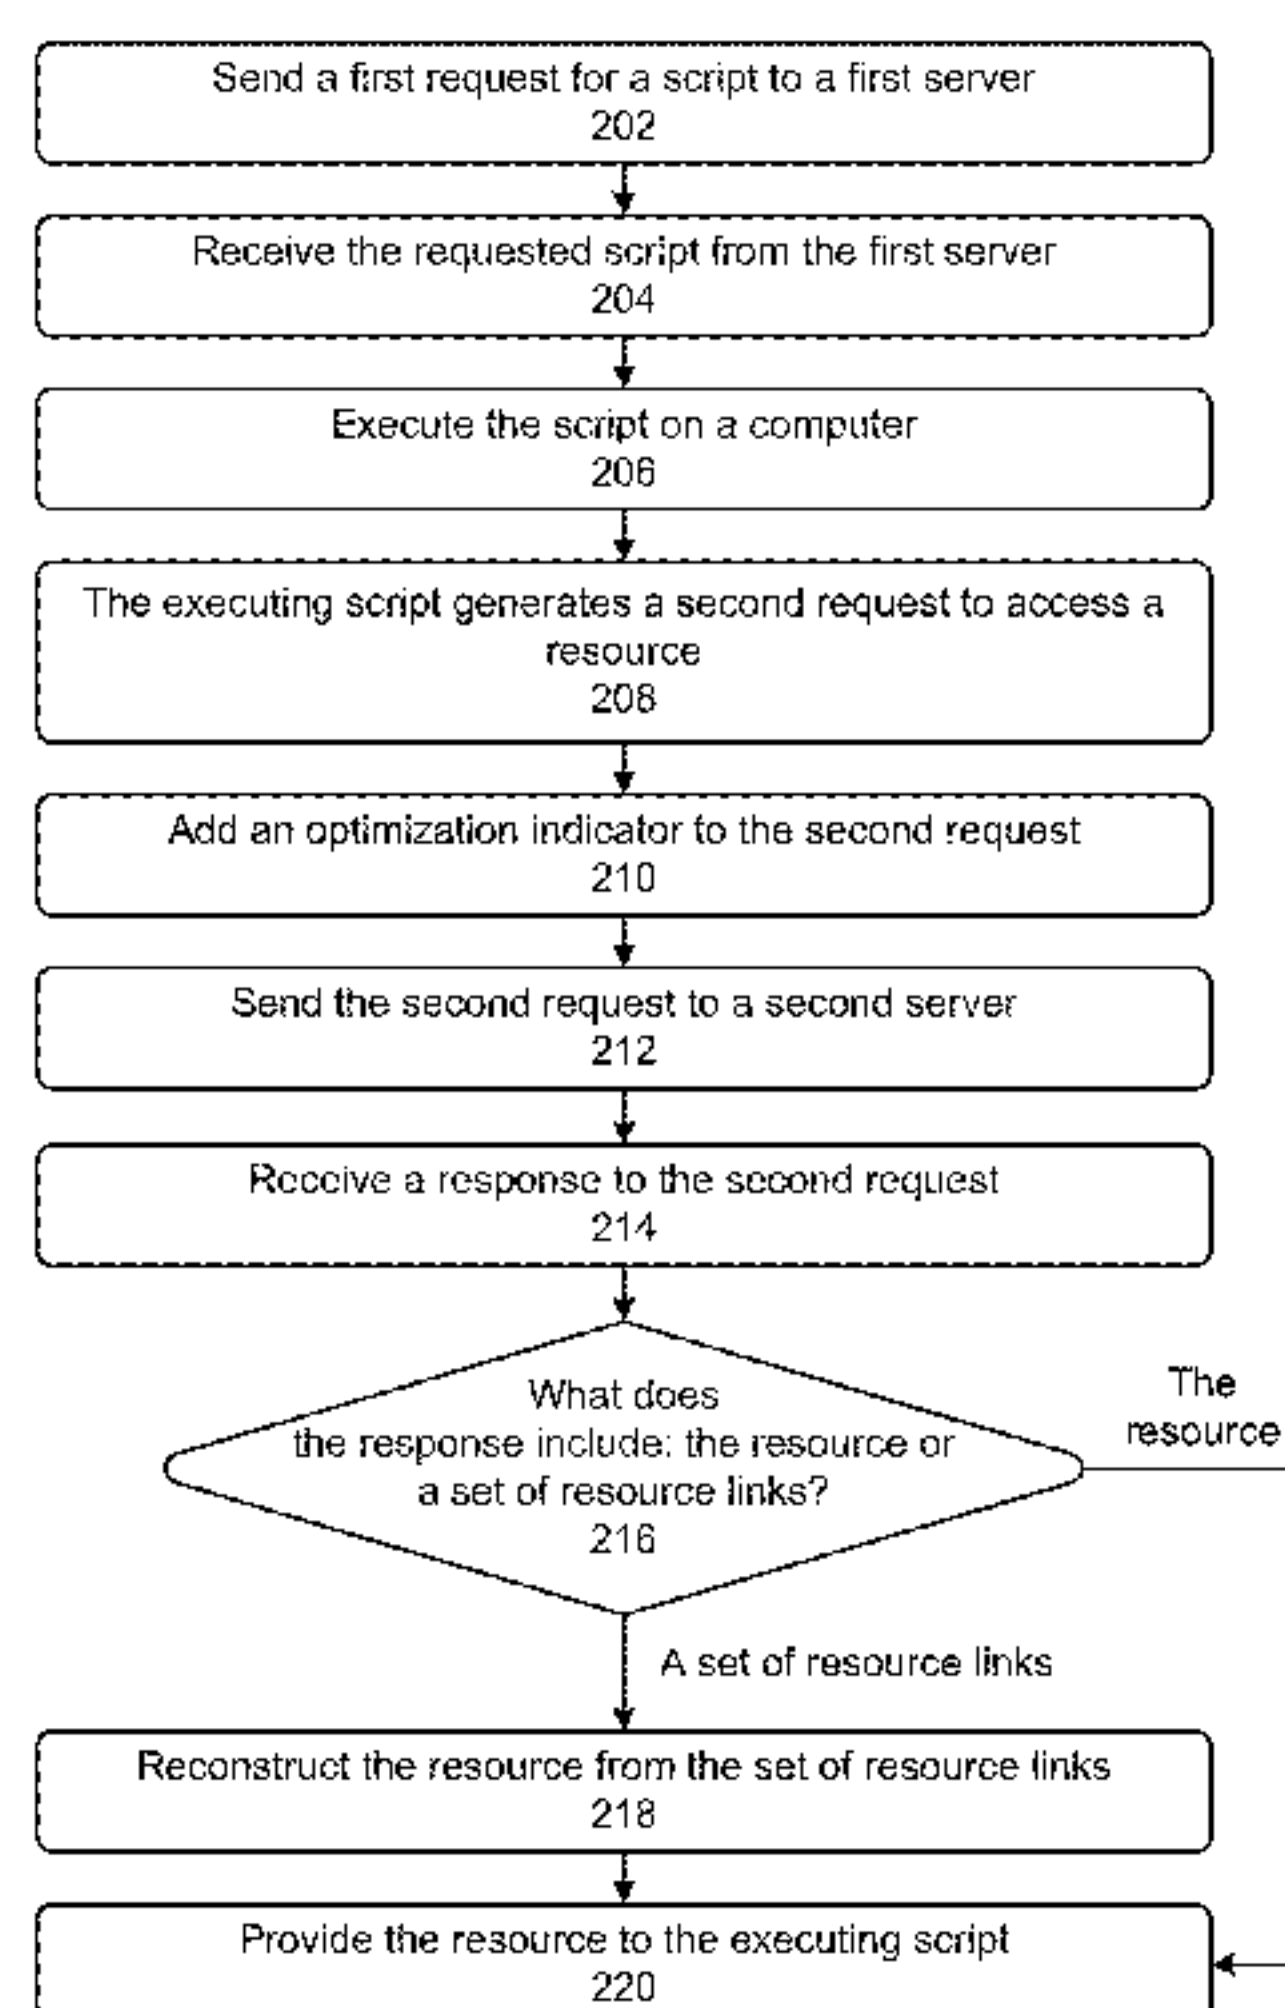 Send a first request for a script to a first server
202
Receive the requested script from the first server
204
Execute the script on a computer
206
The executing script generates a second request to access a
resource
208
Add an optimization indicator to the second request
210
Send the second request to a second server
212
Receive a response to the second request
214
What does
the response include: the resource or
a set of resource links?
216
The
resource
A set of resource links
Reconstruct the resource from the set of resource links
218
Provide the resource to the executing script
220